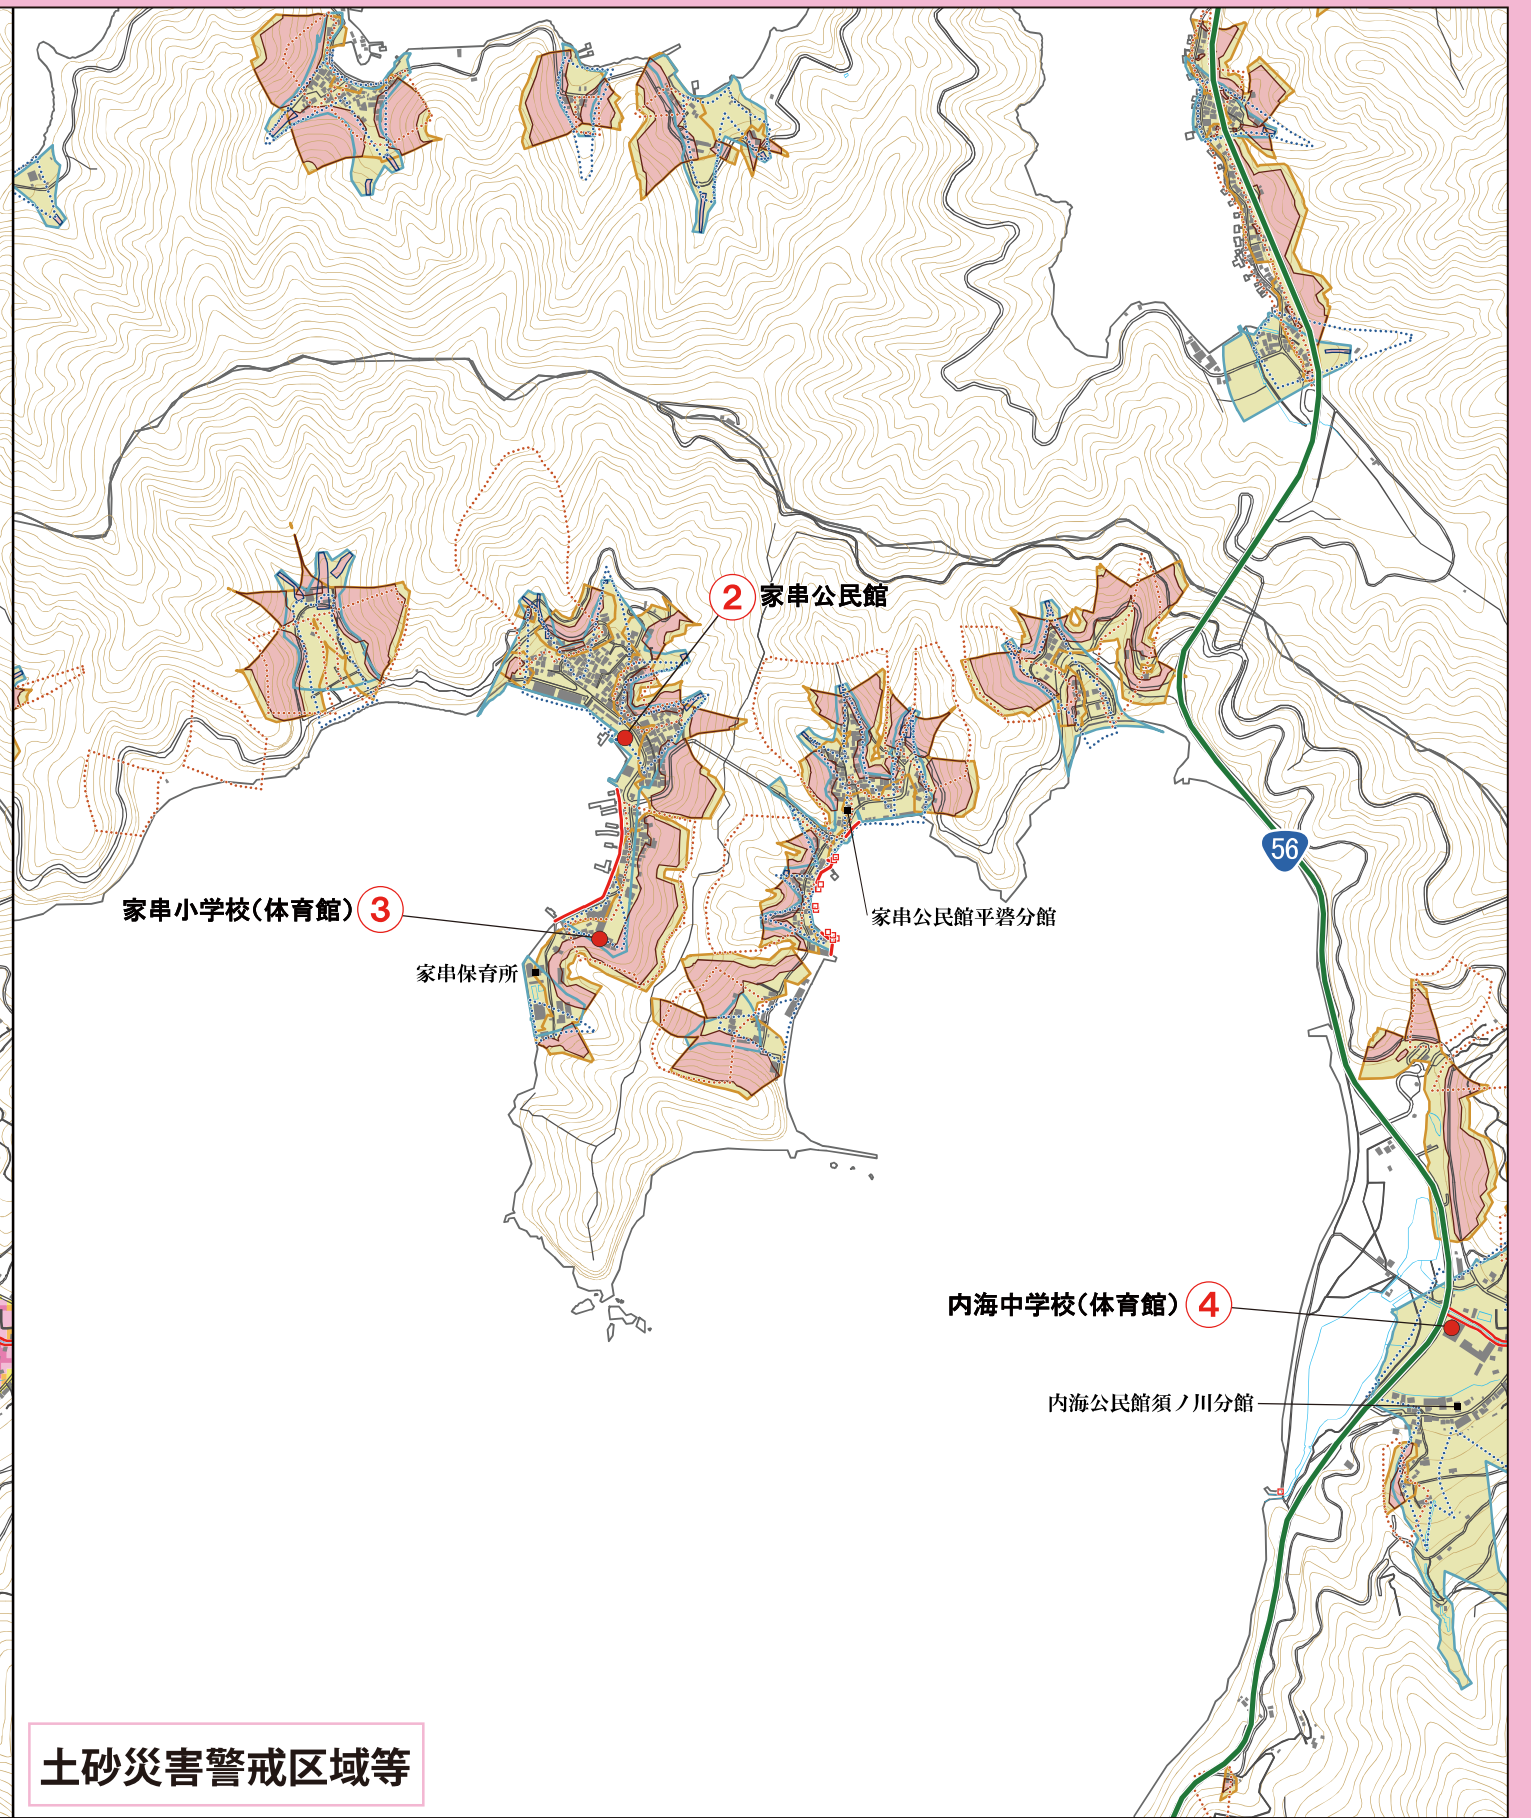 ② 家串公民館
56
家串小学校(体育館) ③
家串公民館平碆分館
家串保育所
内海中学校(体育館) ④
内海公民館須ノ川分館
土砂災害警戒区域等